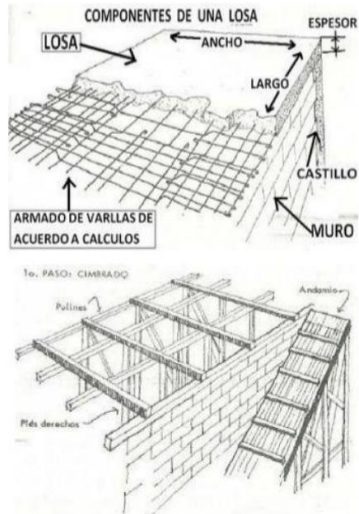 COMPONENTES DE UNA LOSA
ESPESOR
LOSA
ANCHO
LARGO
CASTILLO
ARMADO DE VARLLAS DE
ACUERDO A CALCULOS
MURO
1o. PASO: CIMBRADO
Andamio
Polines
Piés derechos